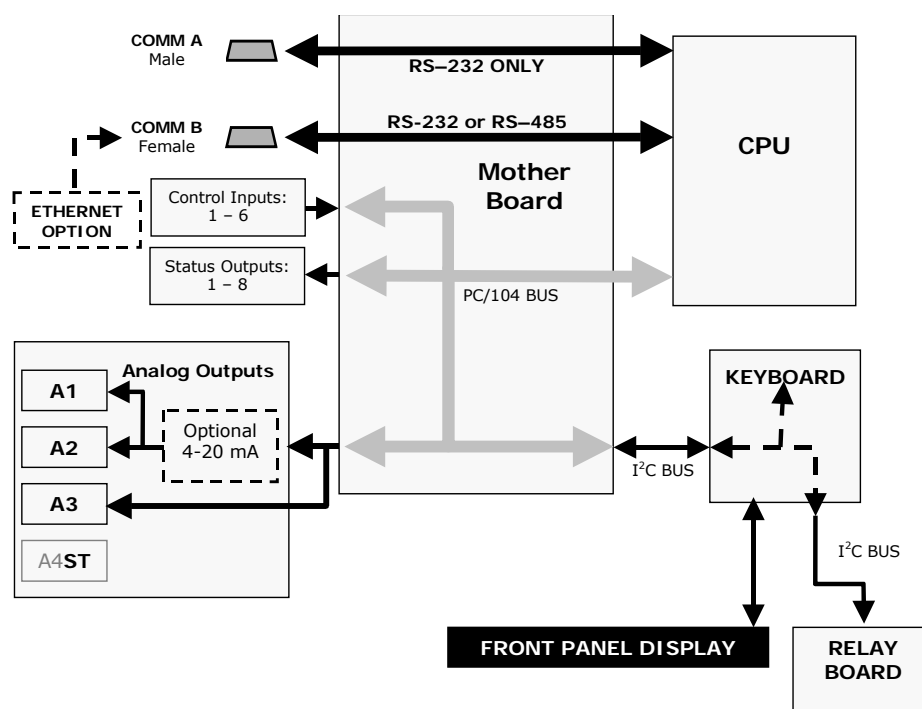 COMM A
Male
RS–232 ONLY
COMM B
Female
RS-232 or RS–485
CPU
Mother
Board
ETHERNET
OPTION
Control Inputs:
1 – 6
Status Outputs:
1 – 8
PC/104 BUS
Analog Outputs
A1
A2
A3
A4ST
Optional
4-20 mA
I²C BUS
KEYBOARD
I²C BUS
FRONT PANEL DISPLAY
RELAY
BOARD